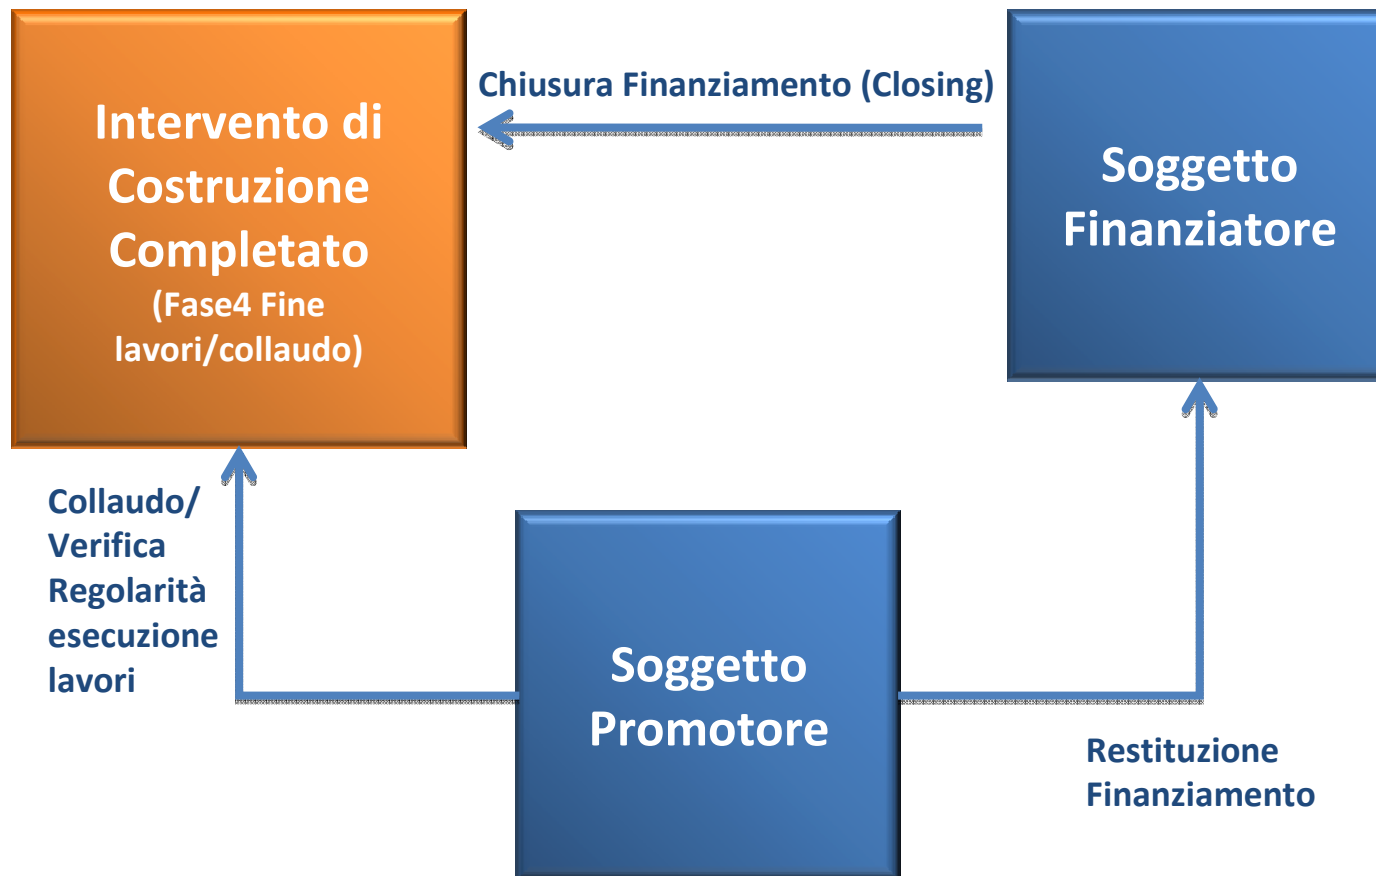 Intervento di
Costruzione
Completato
(Fase4 Fine
lavori/collaudo)
Chiusura Finanziamento (Closing)
Soggetto
Finanziatore
Collaudo/
Verifica
Regolarità
esecuzione
lavori
Soggetto
Promotore
Restituzione
Finanziamento